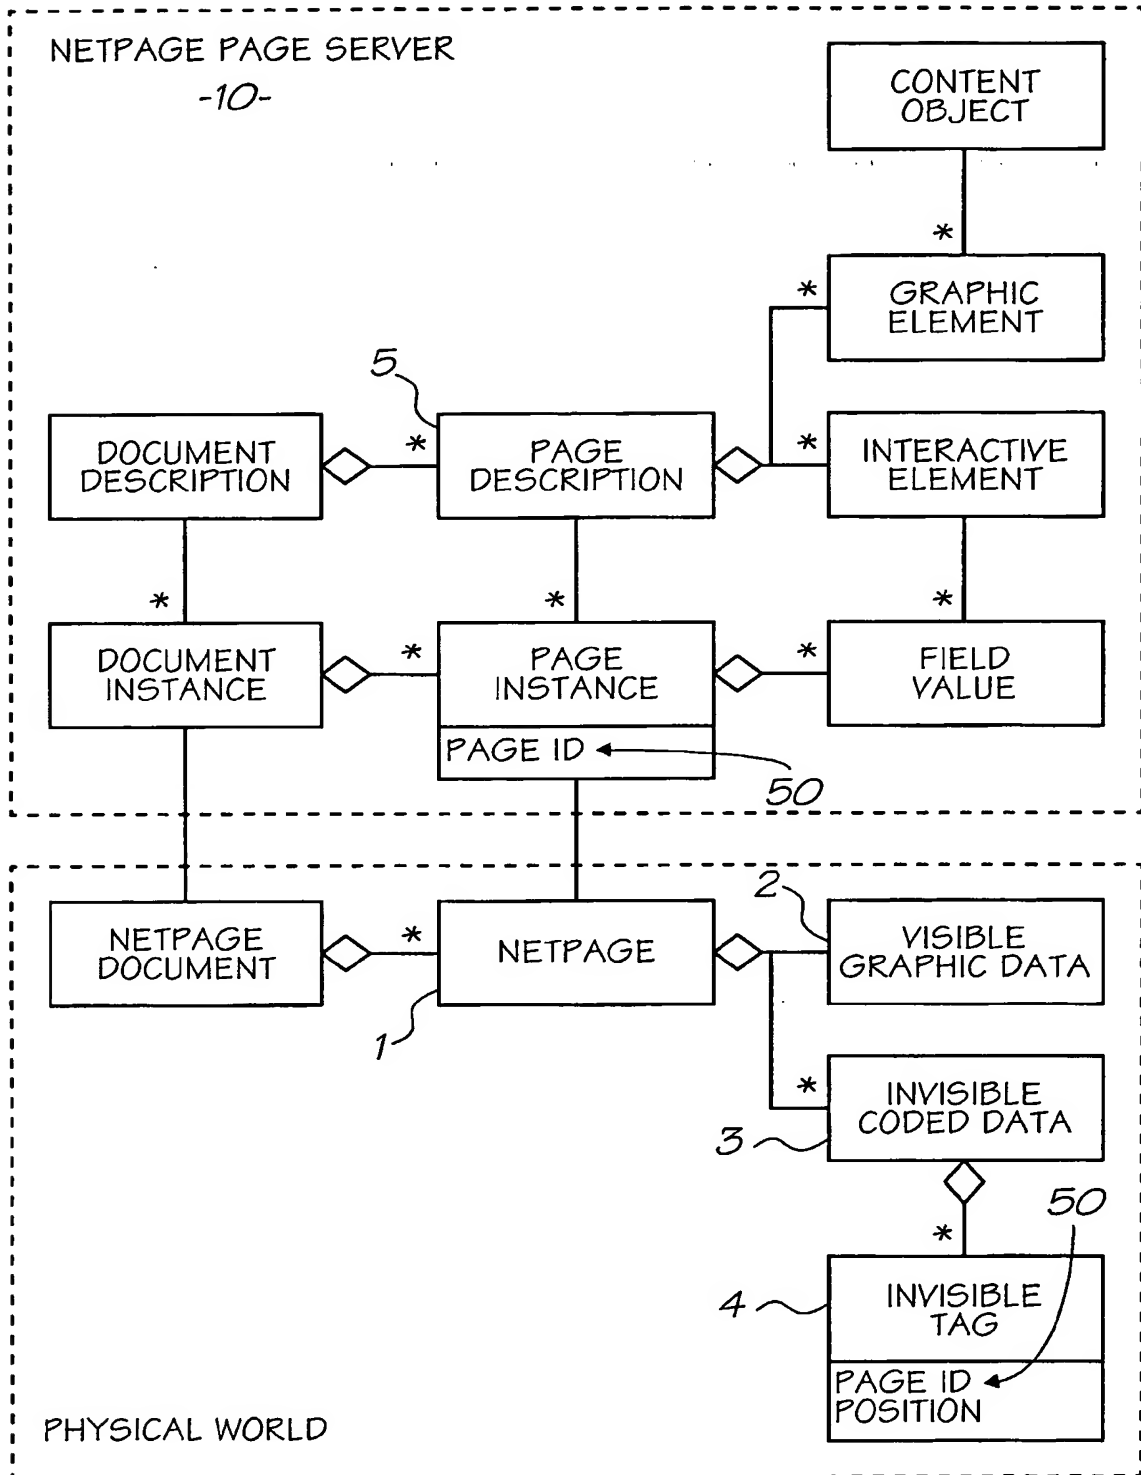 NETPAGE PAGE SERVER
-10-
CONTENT
OBJECT
*
GRAPHIC
ELEMENT
*
5
DOCUMENT
DESCRIPTION
*
PAGE
DESCRIPTION
*
INTERACTIVE
ELEMENT
*
*
*
DOCUMENT
INSTANCE
*
PAGE
INSTANCE
*
FIELD
VALUE
PAGE ID
50
2
NETPAGE
DOCUMENT
*
NETPAGE
VISIBLE
GRAPHIC DATA
1
*
INVISIBLE
CODED DATA
3
50
*
4
INVISIBLE
TAG
PAGE ID
POSITION
PHYSICAL WORLD